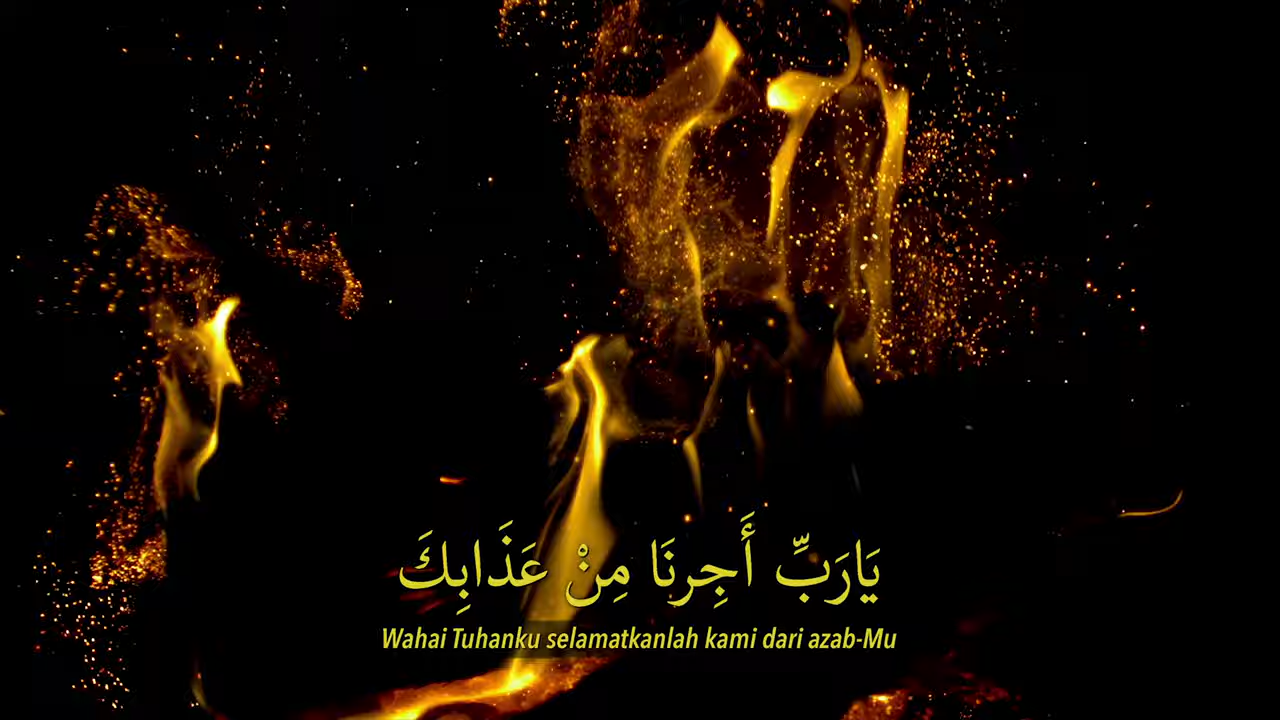 يَارَبِّ أَجِرنَا مِنْ عَذَابِكَ
Wahai Tuhanku selamatkanlah kami dari azab-Mu